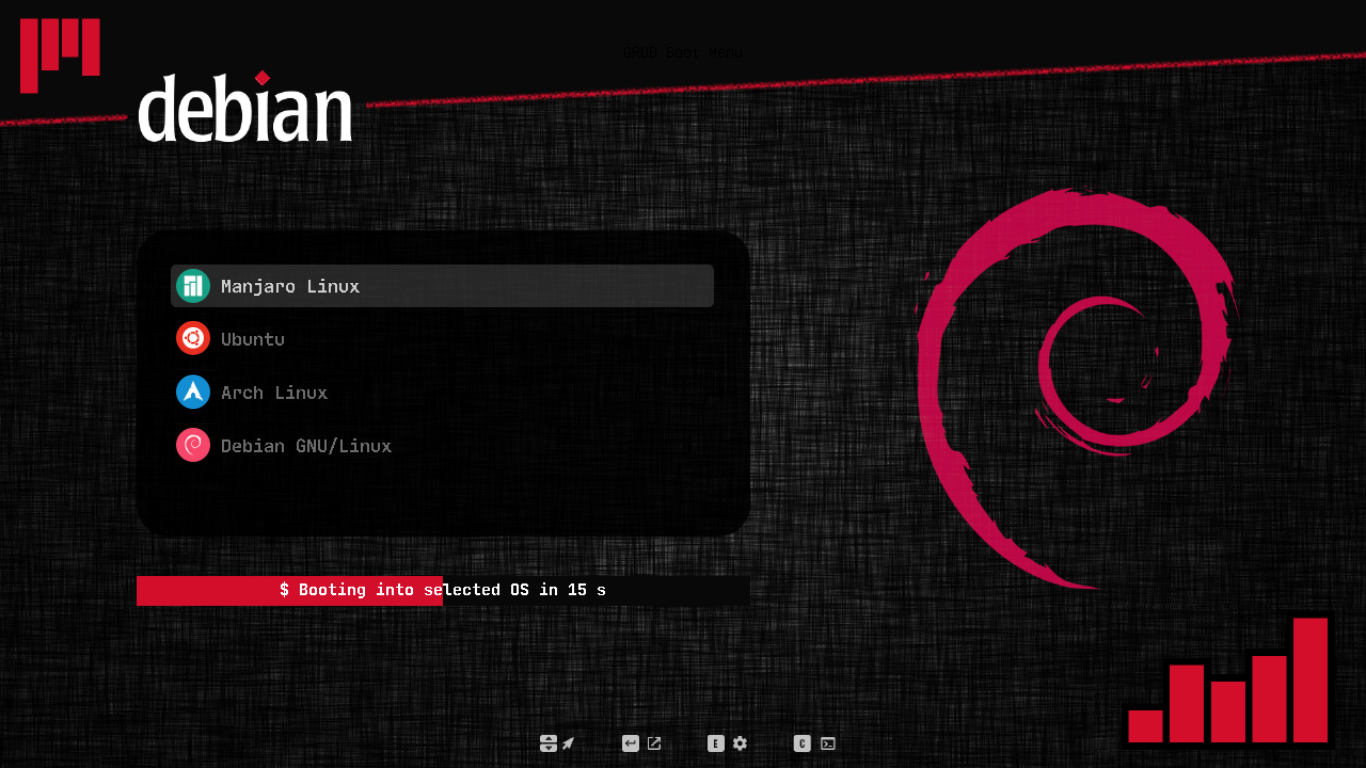 GRUB Boot Menu
debian
Manjaro Linux
Ubuntu
Arch Linux
Debian GNU/Linux
$ Booting into selected OS in 15 s
E C